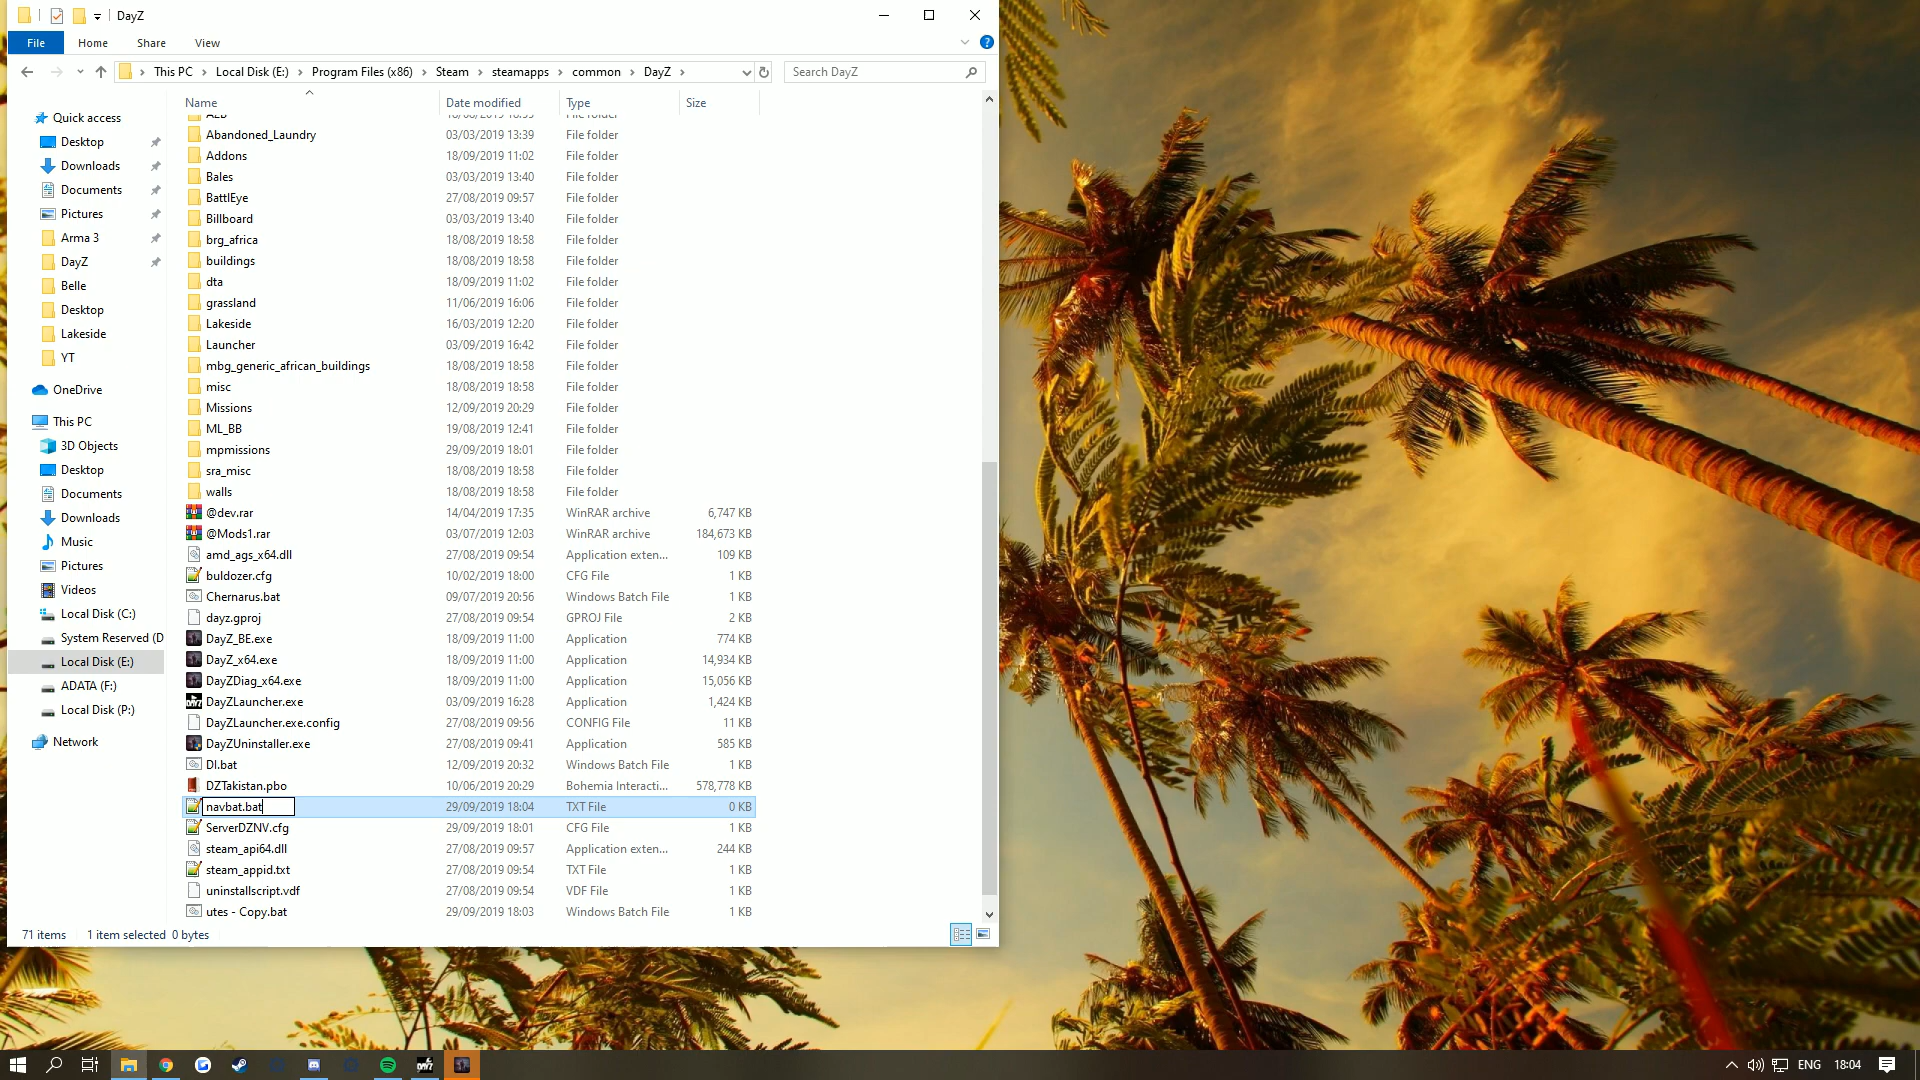 DayZ
File Home Share View
This PC Local Disk (E:) Program Files (x86) Steam steamapps common DayZ Search DayZ
Name Date modified Type Size
Quick access
Desktop
Downloads
Documents
Pictures
Arma 3
DayZ
Belle
Desktop
Lakeside
YT
OneDrive
This PC
3D Objects
Desktop
Documents
Downloads
Music
Pictures
Videos
Local Disk (C:)
System Reserved (D
Local Disk (E:)
ADATA (F:)
Local Disk (P:)
Network
Abandoned_Laundry 03/03/2019 13:39 File folder
Addons 18/09/2019 11:02 File folder
Bales 03/03/2019 13:40 File folder
BattlEye 27/08/2019 09:57 File folder
Billboard 03/03/2019 13:40 File folder
brg_africa 18/08/2019 18:58 File folder
buildings 18/08/2019 18:58 File folder
dta 18/09/2019 11:02 File folder
grassland 11/06/2019 16:06 File folder
Lakeside 16/03/2019 12:20 File folder
Launcher 03/09/2019 16:42 File folder
mbg_generic_african_buildings 18/08/2019 18:58 File folder
misc 18/08/2019 18:58 File folder
Missions 12/09/2019 20:29 File folder
ML_BB 19/08/2019 12:41 File folder
mpmissions 29/09/2019 18:01 File folder
sra_misc 18/08/2019 18:58 File folder
walls 18/08/2019 18:58 File folder
@dev.rar 14/04/2019 17:35 WinRAR archive 6,747 KB
@Mods1.rar 03/07/2019 12:03 WinRAR archive 184,673 KB
amd_ags_x64.dll 27/08/2019 09:54 Application exten... 109 KB
buldozer.cfg 10/02/2019 18:00 CFG File 1 KB
Chernarus.bat 09/07/2019 20:56 Windows Batch File 1 KB
dayz.gproj 27/08/2019 09:54 GPROJ File 2 KB
DayZ_BE.exe 18/09/2019 11:00 Application 774 KB
DayZ_x64.exe 18/09/2019 11:00 Application 14,934 KB
DayZDiag_x64.exe 18/09/2019 11:00 Application 15,056 KB
DayZLauncher.exe 03/09/2019 16:28 Application 1,424 KB
DayZLauncher.exe.config 27/08/2019 09:56 CONFIG File 11 KB
DayZUninstaller.exe 27/08/2019 09:41 Application 585 KB
DI.bat 12/09/2019 20:32 Windows Batch File 1 KB
DZTakistan.pbo 10/06/2019 20:29 Bohemia Interacti... 578,778 KB
navbat.bat 29/09/2019 18:04 TXT File 0 KB
ServerDZNV.cfg 29/09/2019 18:01 CFG File 1 KB
steam_api64.dll 27/08/2019 09:57 Application exten... 244 KB
steam_appid.txt 27/08/2019 09:54 TXT File 1 KB
uninstallscript.vdf 27/08/2019 09:54 VDF File 1 KB
utes - Copy.bat 29/09/2019 18:03 Windows Batch File 1 KB
71 items 1 item selected 0 bytes
ENG 18:04